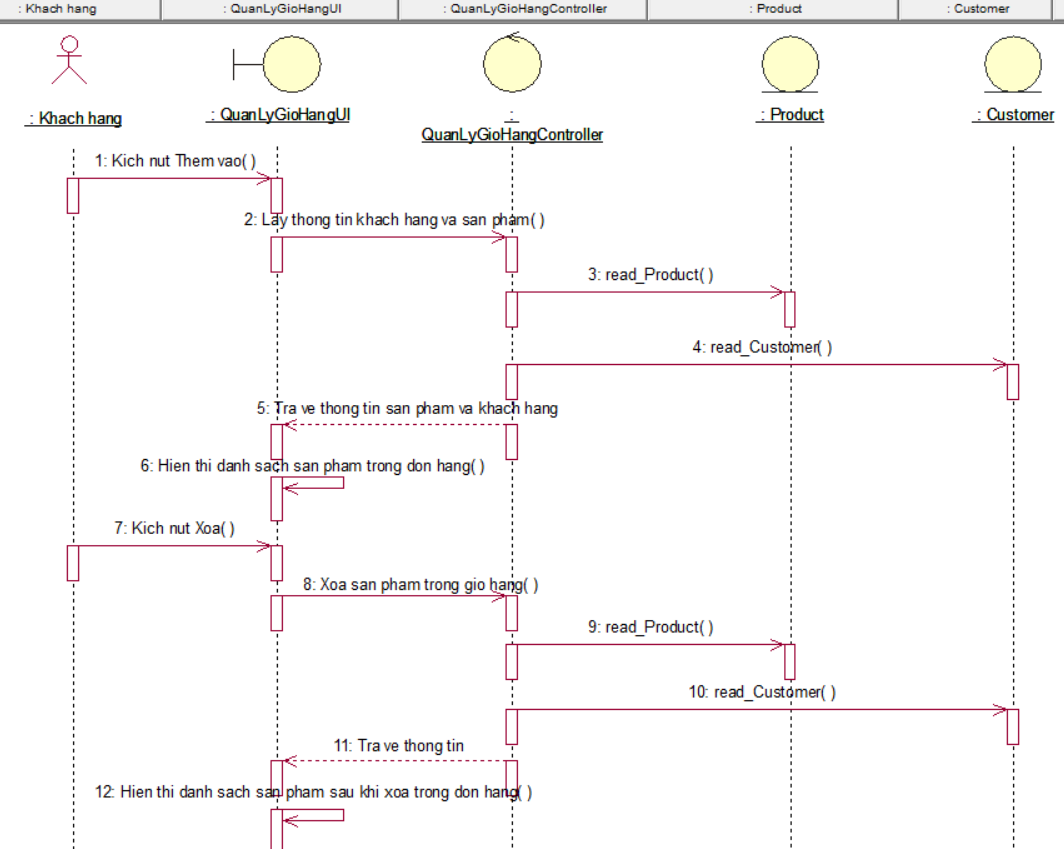 : Khach hang
: QuanLyGioHangUI
: QuanLyGioHangController
: Product
: Customer
: Khach hang
: QuanLyGioHangUI
:
QuanLyGioHangController
: Product
: Customer
1: Kich nut Them vao( )
2: Lay thong tin khach hang va san pham( )
3: read_Product( )
4: read_Customer( )
5: Tra ve thong tin san pham va khach hang
6: Hien thi danh sach san pham trong don hang( )
7: Kich nut Xoa( )
8: Xoa san pham trong gio hang( )
9: read_Product( )
10: read_Customer( )
11: Tra ve thong tin
12: Hien thi danh sach san pham sau khi xoa trong don hang( )